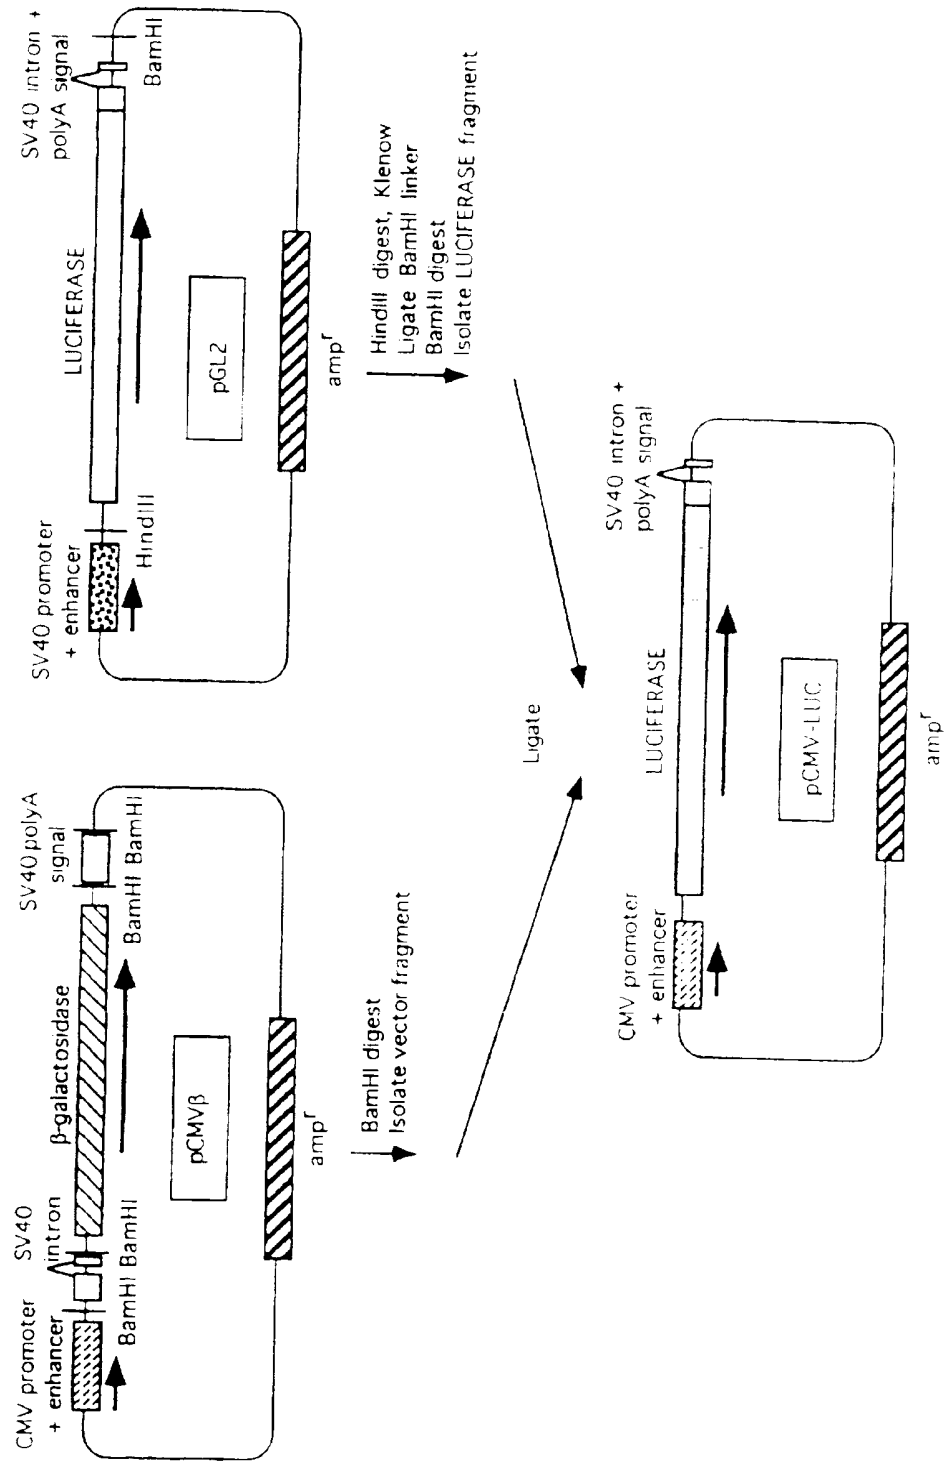 CMV promoter
+ enhancer
SV40
intron
β-galactosidase
SV40 polyA
signal
BamHI BamHI
BamHI BamHI
pCMVβ
amp^r
BamHI digest
Isolate vector fragment
SV40 promoter
+ enhancer
HindIII
LUCIFERASE
SV40 intron +
polyA signal
BamHI
pGL2
amp^r
HindIII digest, Klenow
Ligate BamHI linker
BamHI digest
Isolate LUCIFERASE fragment
Ligate
CMV promoter
+ enhancer
LUCIFERASE
SV40 intron +
polyA signal
pCMV-LUC
amp^r